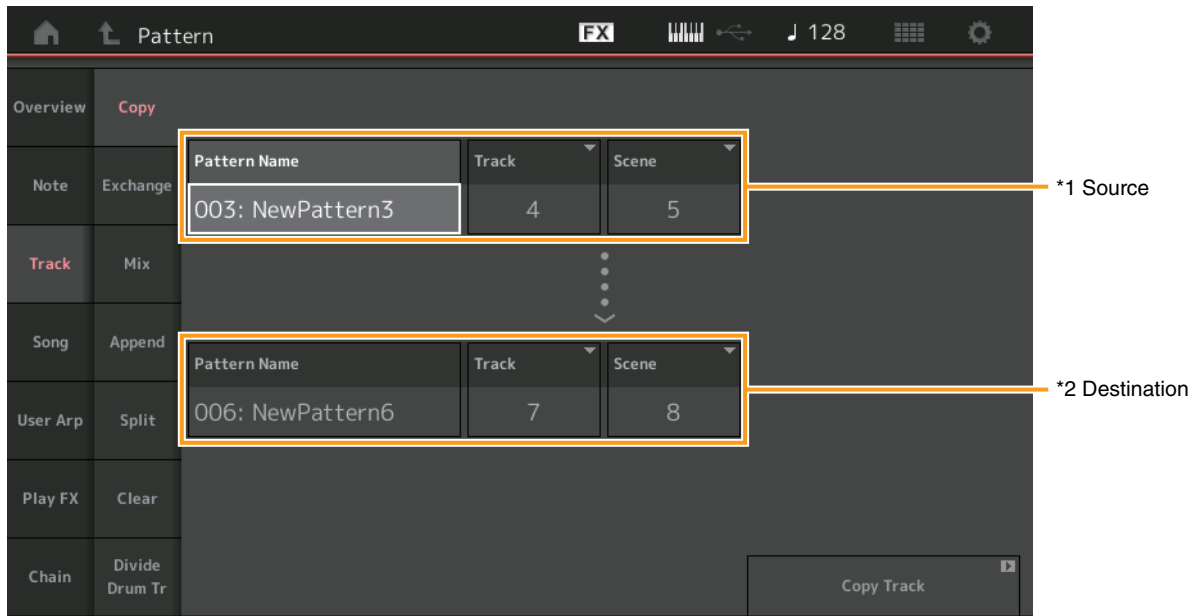 Pattern
FX
♩ 128
Overview
Copy
Pattern Name
Track
Scene
*1 Source
Note
Exchange
003: NewPattern3
4
5
Track
Mix
Song
Append
Pattern Name
Track
Scene
*2 Destination
User Arp
Split
006: NewPattern6
7
8
Play FX
Clear
Chain
Divide
Drum Tr
Copy Track